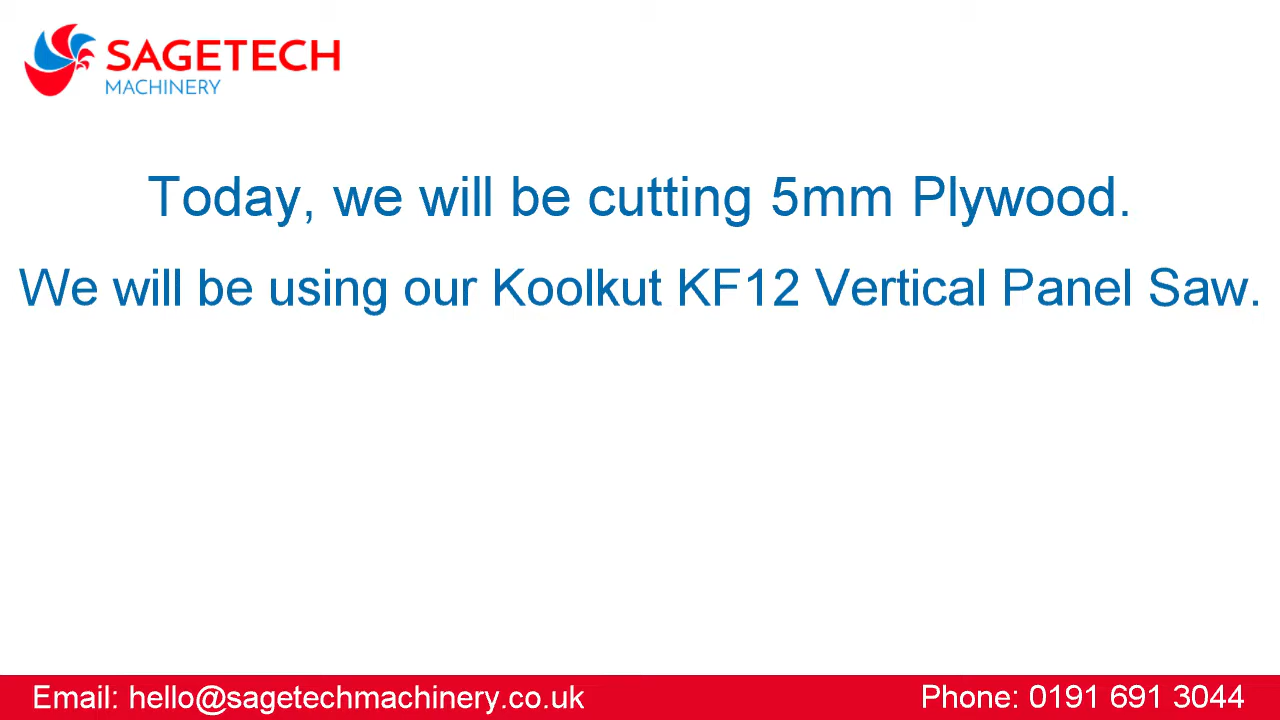 SAGETECH
MACHINERY
Today, we will be cutting 5mm Plywood.
We will be using our Koolkut KF12 Vertical Panel Saw.
Email: hello@sagetechmachinery.co.uk
Phone: 0191 691 3044